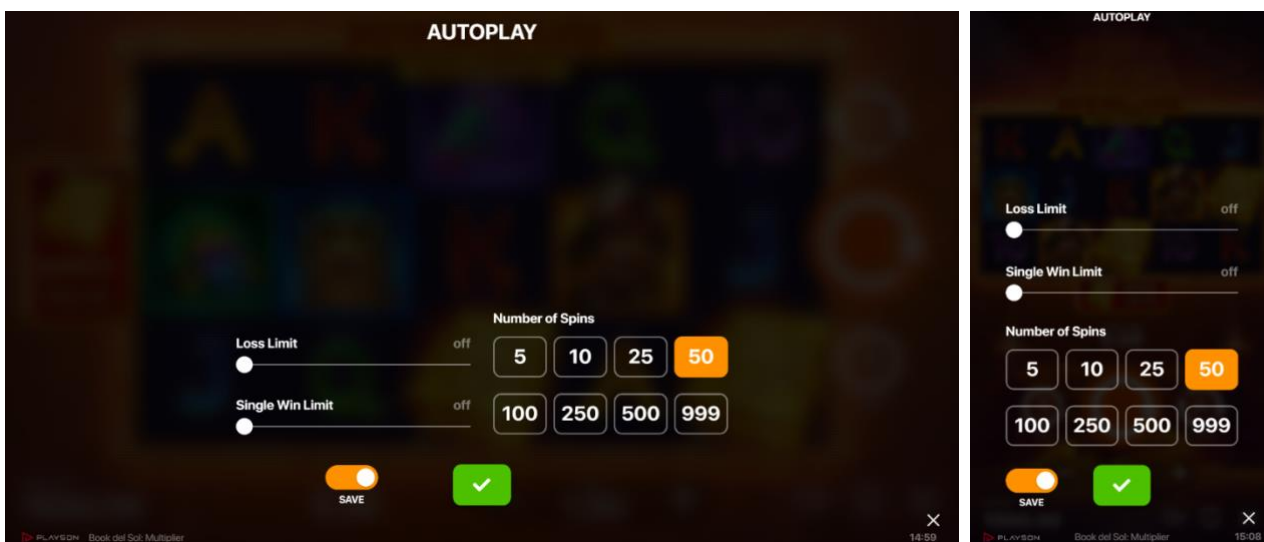 AUTOPLAY
Number of Spins
Loss Limit off
5 10 25 50
Single Win Limit off
100 250 500 999
SAVE
PLAYSON Book del Sol: Multiplier 14:59
AUTOPLAY
Loss Limit off
Single Win Limit off
Number of Spins
5 10 25 50
100 250 500 999
SAVE
PLAYSON Book del Sol: Multiplier 15:08